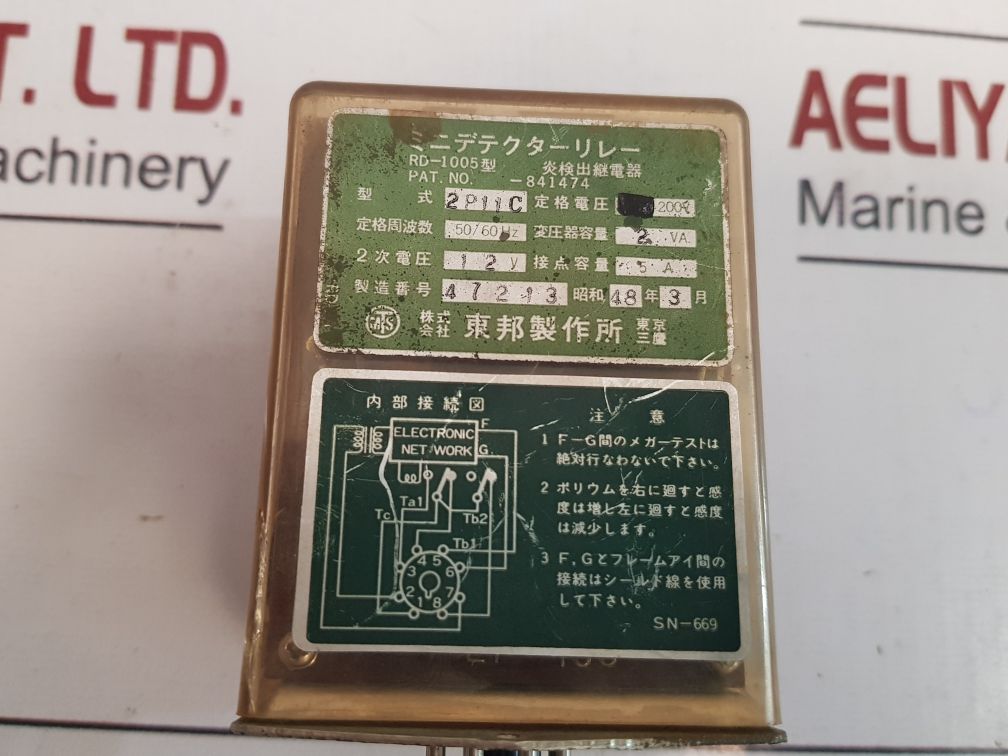 T. LTD.
achinery
AELIY
Marine
ミニデテクターリレー
RD-1005型 炎検出継電器
PAT. NO. -841474
型 式 2P11C 定格電圧 200V
定格周波数 50/60Hz 変圧器容量 2 VA
2次電圧 12V 接点容量 5 A
製造番号 47213 昭和 48 年 3 月
株式会社 東邦製作所 東京三鷹
内部接続図
ELECTRONIC
NET WORK
F
G
Ta1
Tc
Tb2
Tb1
4 5
3 6
2 7
1 8
注 意
1 F-G間のメガーテストは
絶対行なわないで下さい。
2 ボリウムを右に廻すと感
度は増し左に廻すと感度
は減少します。
3 F,Gとフレームアイ間の
接続はシールド線を使用
して下さい。
SN-669